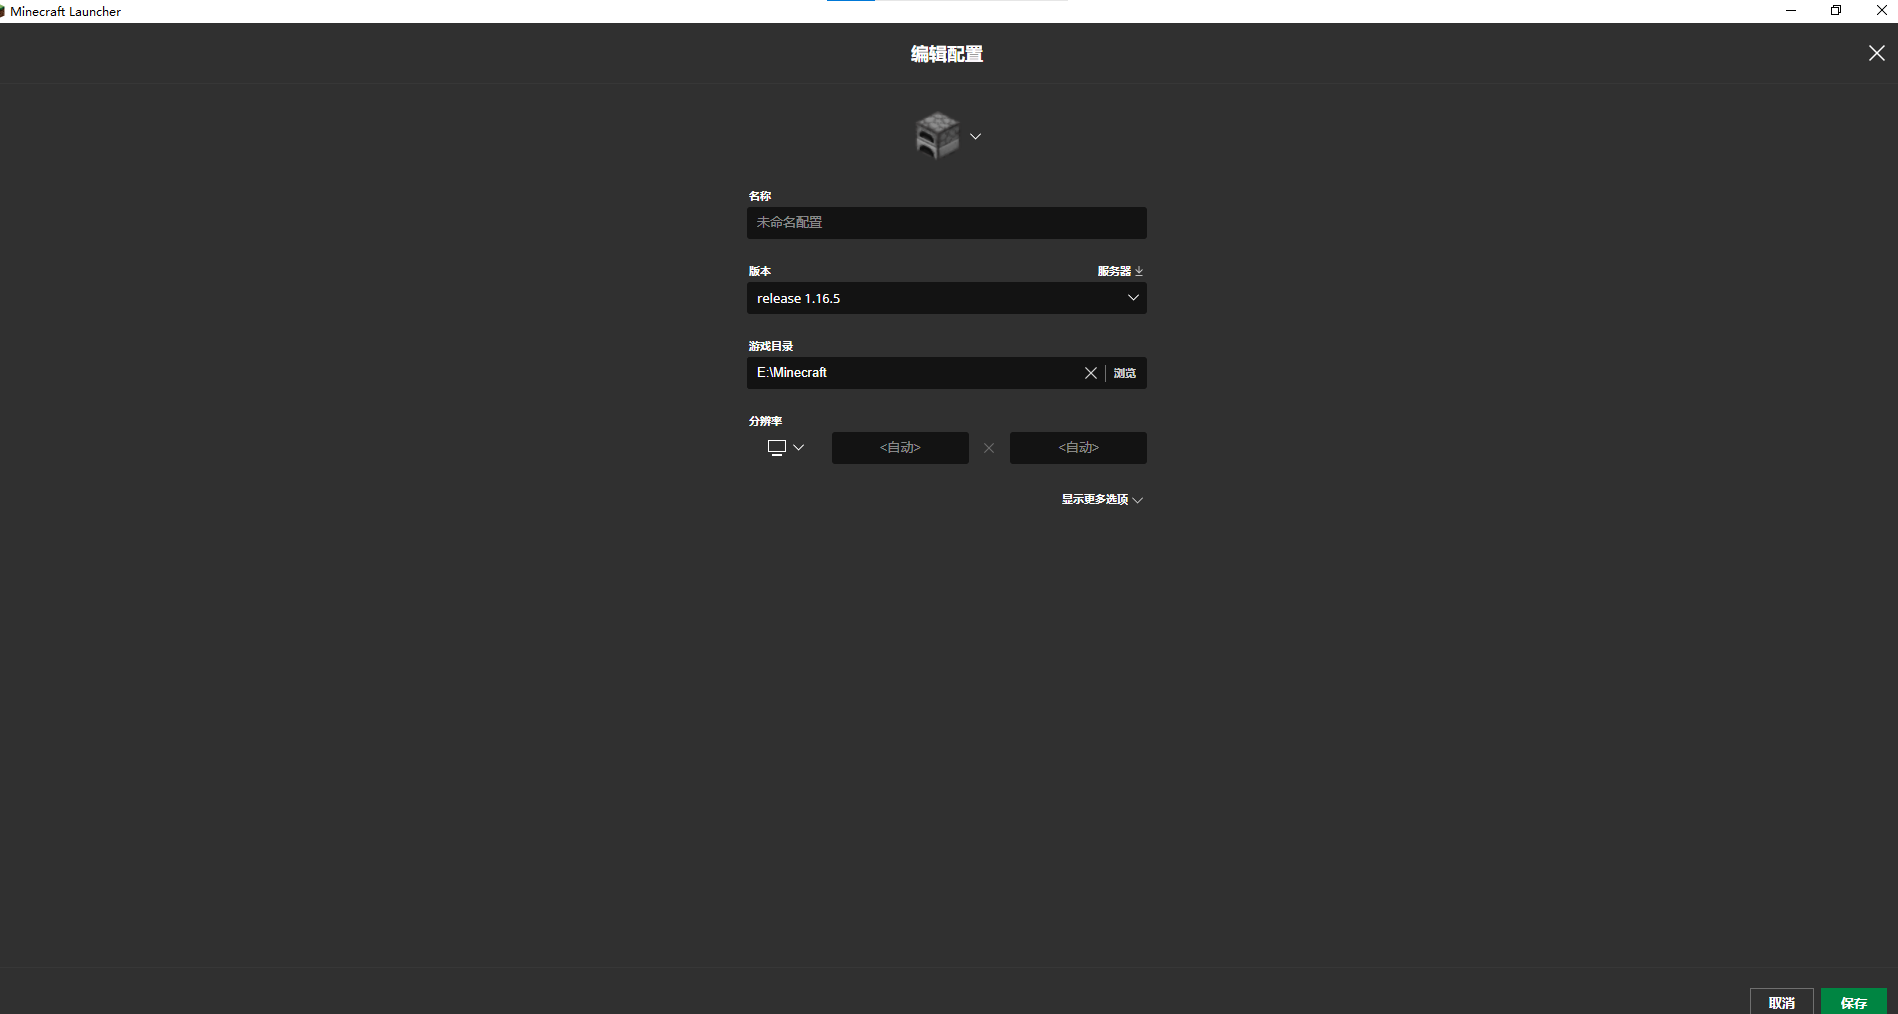 Minecraft Launcher
编辑配置
名称
未命名配置
版本
服务器
release 1.16.5
游戏目录
E:\Minecraft
浏览
分辨率
<自动>
<自动>
显示更多选项
取消
保存